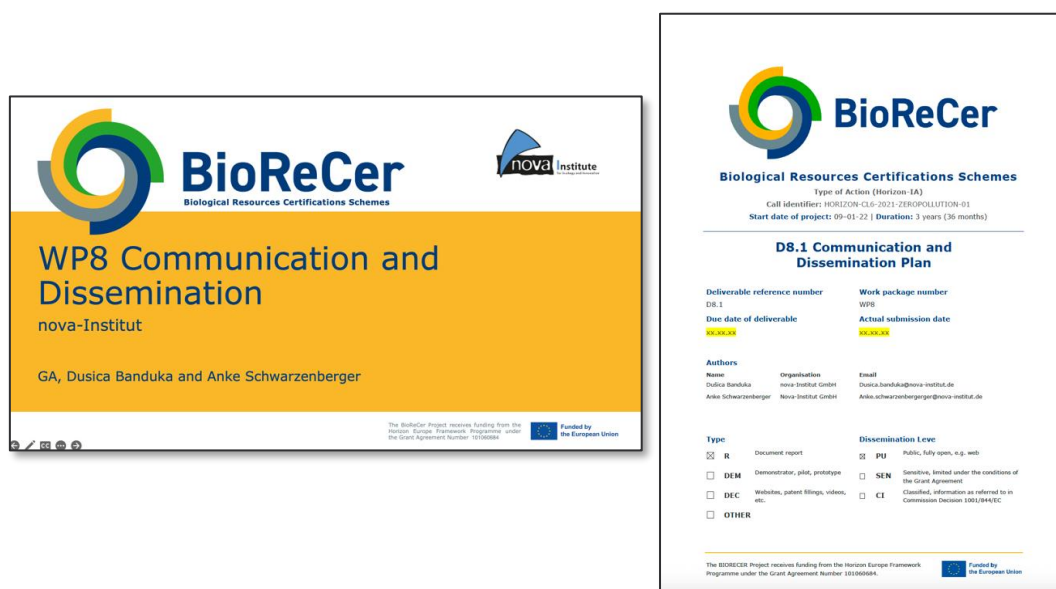 BioReCer
Biological Resources Certifications Schemes
nova Institute
for Ecology and Innovation
WP8 Communication and
Dissemination
nova-Institut
GA, Dusica Banduka and Anke Schwarzenberger
The BioReCer Project receives funding from the
Horizon Europe Framework Programme under
the Grant Agreement Number 101060684
Funded by
the European Union
BioReCer
Biological Resources Certifications Schemes
Type of Action (Horizon-IA)
Call identifier: HORIZON-CL6-2021-ZEROPOLLUTION-01
Start date of project: 09-01-22 | Duration: 3 years (36 months)
D8.1 Communication and
Dissemination Plan
Deliverable reference number Work package number
D8.1 WP8
Due date of deliverable Actual submission date
xx.xx.xx xx.xx.xx
Authors
Name Organisation Email
Dušica Banduka nova-Institut GmbH Dusica.banduka@nova-institut.de
Anke Schwarzenberger Nova-Institut GmbH Anke.schwarzenbergerger@nova-institut.de
Type Dissemination Leve
☒ R Document report ☒ PU Public, fully open, e.g. web
☐ DEM Demonstrator, pilot, prototype ☐ SEN Sensitive, limited under the conditions of
the Grant Agreement
☐ DEC Websites, patent fillings, videos,
etc. ☐ CI Classified, information as referred to in
Commission Decision 1001/844/EC
☐ OTHER
The BIORECER Project receives funding from the Horizon Europe Framework
Programme under the Grant Agreement Number 101060684.
Funded by
the European Union